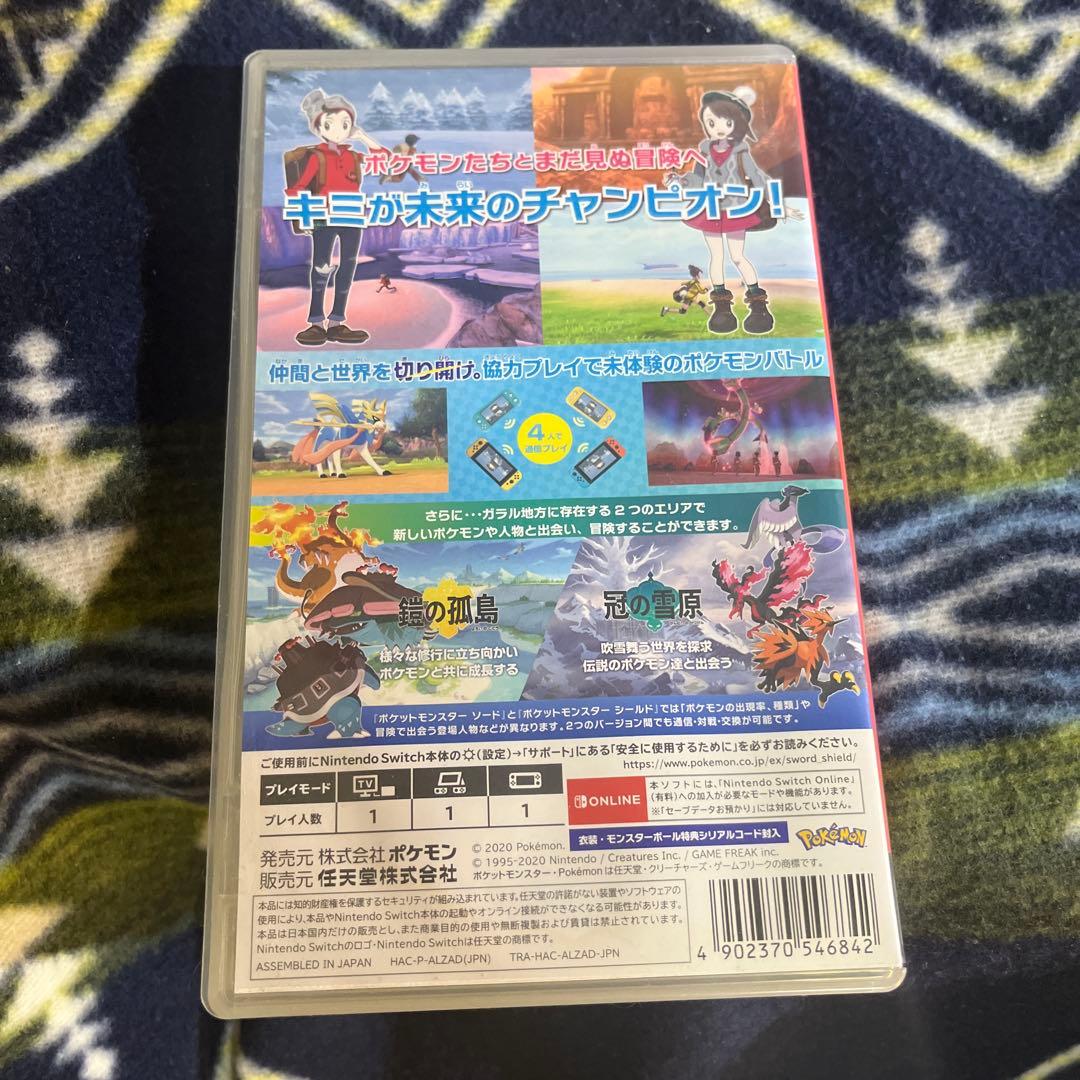 ポケモンたちとまだ見ぬ冒険へ
キミが未来のチャンピオン!
仲間と世界を切り開け。協力プレイで未体験のポケモンバトル
4人で
通信プレイ
さらに・・・ガラル地方に存在する2つのエリアで
新しいポケモンや人物と出会い、冒険することができます。
鎧の孤島
様々な修行に立ち向かい
ポケモンと共に成長する
冠の雪原
吹雪舞う世界を探求
伝説のポケモン達と出会う
『ポケットモンスター ソード』と『ポケットモンスター シールド』では「ポケモンの出現率、種類」や
冒険で出会う登場人物などが異なります。2つのバージョン間でも通信・対戦・交換が可能です。
ご使用前にNintendo Switch本体の(設定)→「サポート」にある「安全に使用するために」を必ずお読みください。
https://www.pokemon.co.jp/ex/sword_shield/
プレイモード TV
プレイ人数 1 1 1
ONLINE
本ソフトには、「Nintendo Switch Online」
(有料)への加入が必要なモードや機能があります。
※「セーブデータお預かり」には対応していません。
衣装・モンスターボール特典シリアルコード封入
Pokémon
発売元 株式会社ポケモン
販売元 任天堂株式会社
© 2020 Pokémon.
© 1995-2020 Nintendo / Creatures Inc. / GAME FREAK inc.
ポケットモンスター・Pokémonは任天堂・クリーチャーズ・ゲームフリークの商標です。
本品には知的財産権を保護するセキュリティが組み込まれています。任天堂の許諾がない装置やソフトウェアの
使用により、本品やNintendo Switch本体の起動やオンライン接続ができなくなる可能性があります。
本品は日本国内だけの販売とし、また商業目的の使用や無断複製および賃貸は禁止されています。
Nintendo Switchのロゴ・Nintendo Switchは任天堂の商標です。
ASSEMBLED IN JAPAN HAC-P-ALZAD(JPN) TRA-HAC-ALZAD-JPN
4 902370 546842